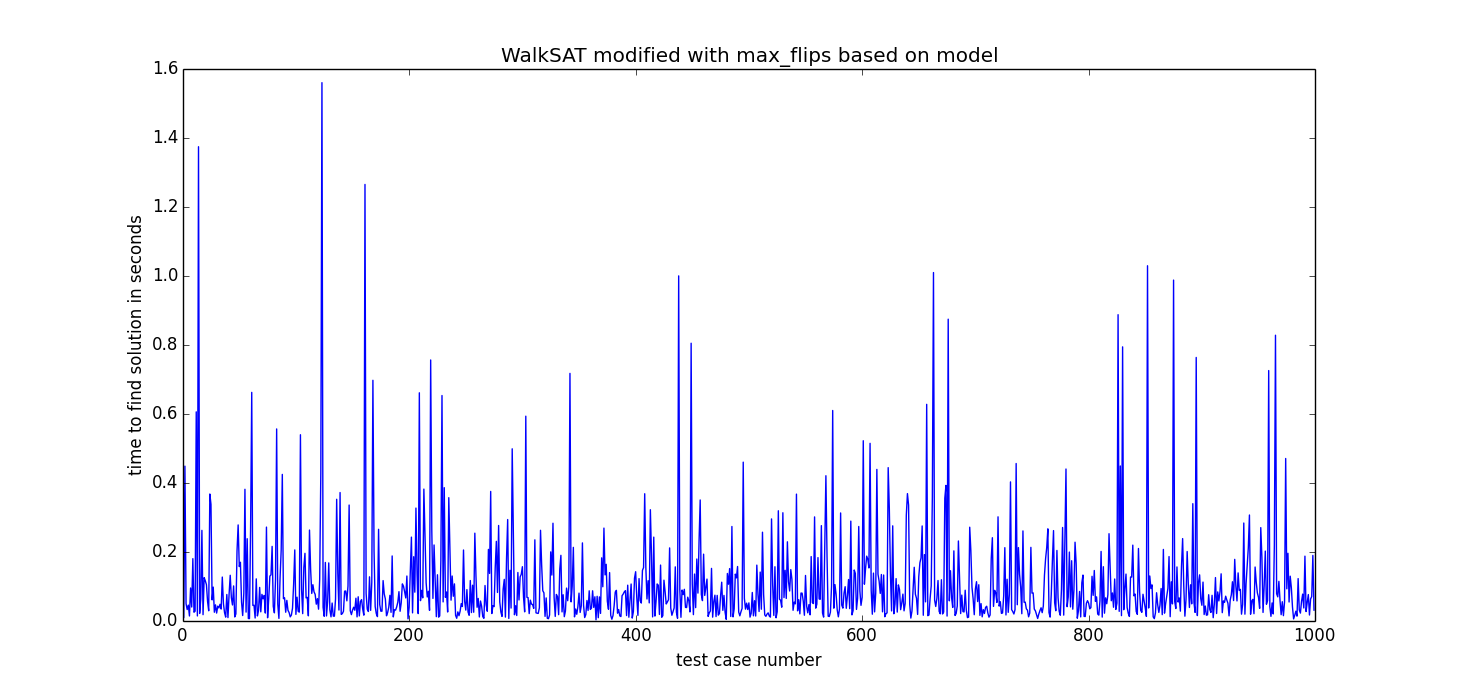 WalkSAT modified with max_flips based on model
1.6
1.4
1.2
1.0
0.8
0.6
0.4
0.2
0.0
time to find solution in seconds
0 200 400 600 800 1000
test case number